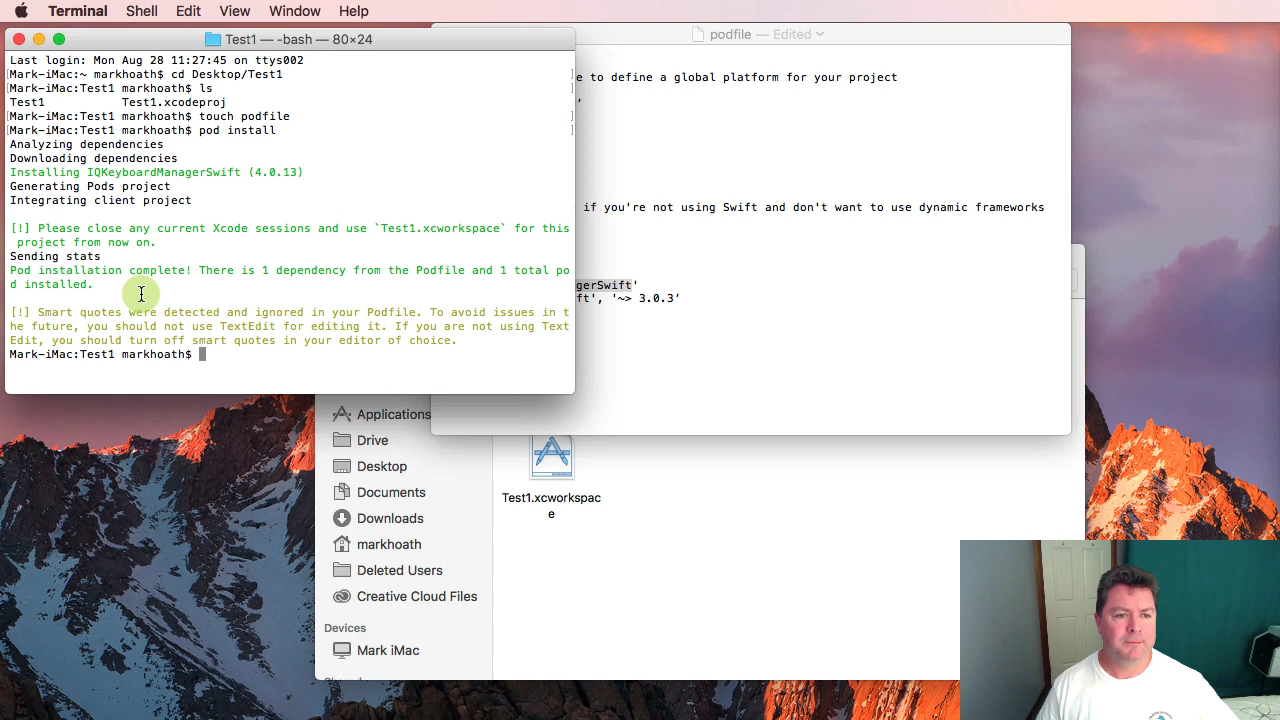 Terminal Shell Edit View Window Help
Test1 — -bash — 80×24
Last login: Mon Aug 28 11:27:45 on ttys002
[Mark-iMac:~ markhoath$ cd Desktop/Test1 ]
[Mark-iMac:Test1 markhoath$ ls ]
Test1 Test1.xcodeproj
[Mark-iMac:Test1 markhoath$ touch podfile ]
[Mark-iMac:Test1 markhoath$ pod install ]
Analyzing dependencies
Downloading dependencies
Installing IQKeyboardManagerSwift (4.0.13)
Generating Pods project
Integrating client project
[!] Please close any current Xcode sessions and use `Test1.xcworkspace` for this
project from now on.
Sending stats
Pod installation complete! There is 1 dependency from the Podfile and 1 total po
d installed.
[!] Smart quotes were detected and ignored in your Podfile. To avoid issues in t
he future, you should not use TextEdit for editing it. If you are not using Text
Edit, you should turn off smart quotes in your editor of choice.
Mark-iMac:Test1 markhoath$
podfile — Edited
e to define a global platform for your project
,
if you're not using Swift and don't want to use dynamic frameworks
gerSwift'
ft', '~> 3.0.3'
Applications
Drive
Desktop
Documents
Downloads
markhoath
Deleted Users
Creative Cloud Files
Devices
Mark iMac
Test1.xcworkspac
e